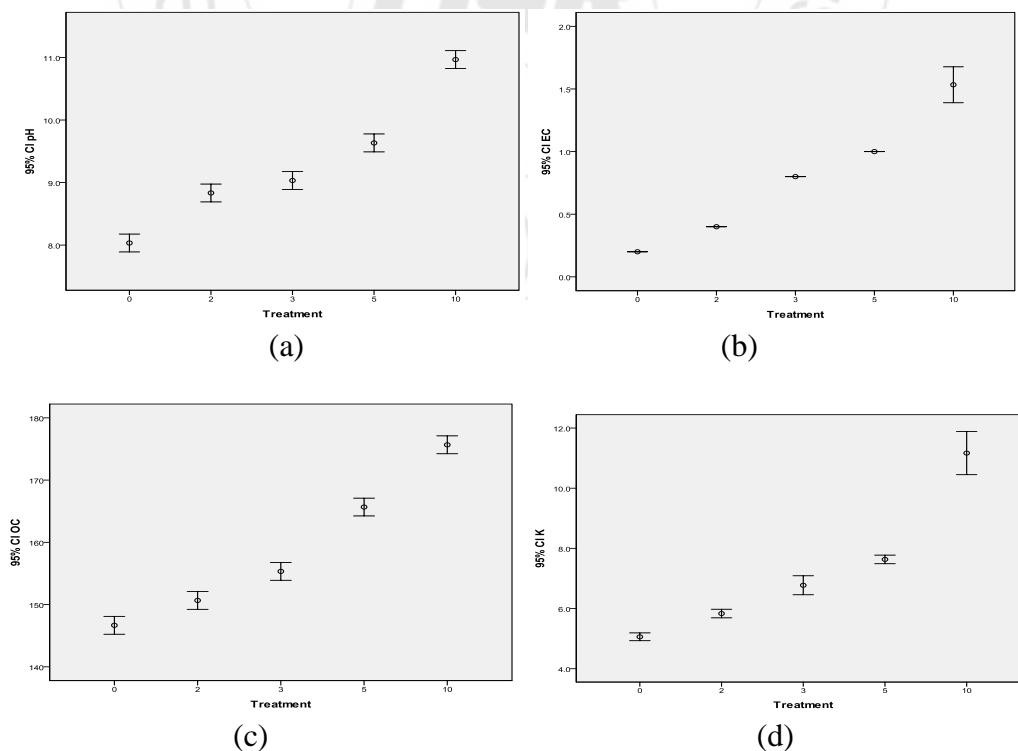 95% CI pH
11.0
10.0
9.0
8.0
0 2 3 5 10
Treatment
(a)
95% CI EC
2.0
1.5
1.0
0.5
0.0
0 2 3 5 10
Treatment
(b)
95% CI OC
180
170
160
150
140
0 2 3 5 10
Treatment
(c)
95% CI K
12.0
10.0
8.0
6.0
4.0
0 2 3 5 10
Treatment
(d)